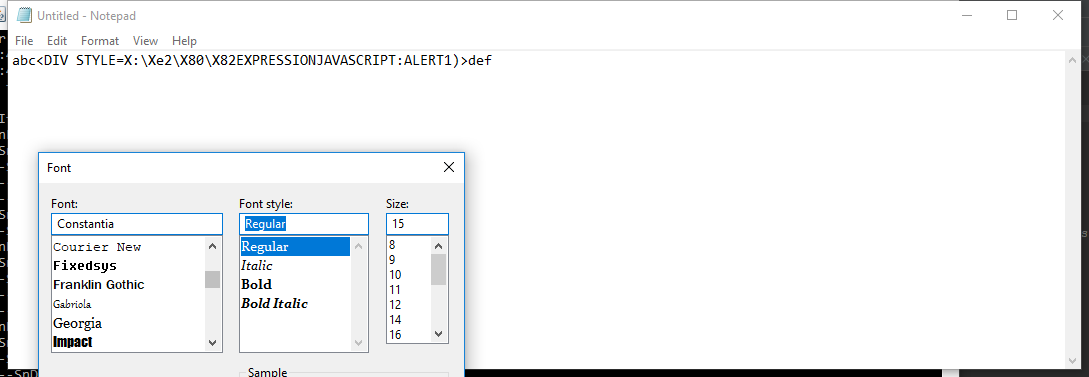 Untitled - Notepad
File Edit Format View Help
abc<DIV STYLE=X:\Xe2\X80\X82EXPRESSIONJAVASCRIPT:ALERT1)>def
Font
Font: Font style: Size:
Constantia Regular 15
Courier New Regular 8
Fixedsys Italic 9
Franklin Gothic Bold 10
Gabriola Bold Italic 11
Georgia 12
Impact 14
16
Sample